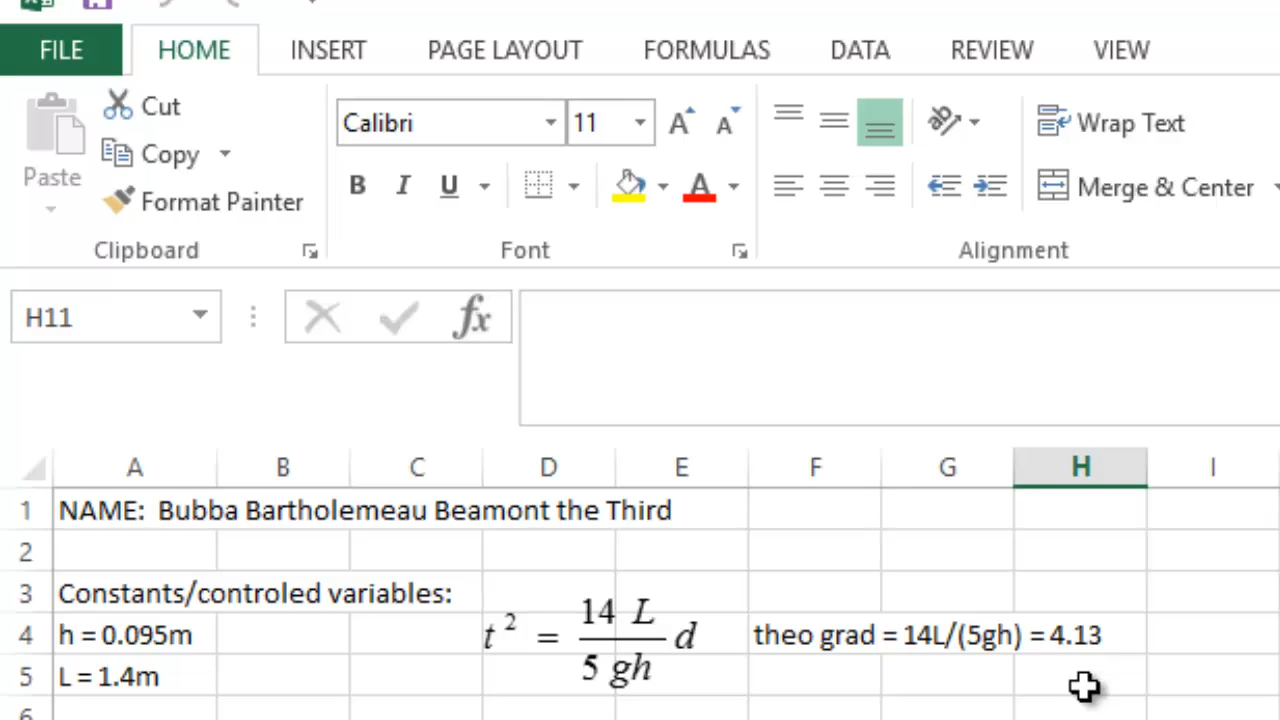 FILE HOME INSERT PAGE LAYOUT FORMULAS DATA REVIEW VIEW
Cut
Copy
Paste
Format Painter
Clipboard
Calibri 11
B I U A
Font
Wrap Text
Merge & Center
Alignment
H11
fx
A B C D E F G H I
1 NAME: Bubba Bartholemeau Beamont the Third
2
3 Constants/controled variables:
4 h = 0.095m
t² = 14 L / 5 gh d
theo grad = 14L/(5gh) = 4.13
5 L = 1.4m
6